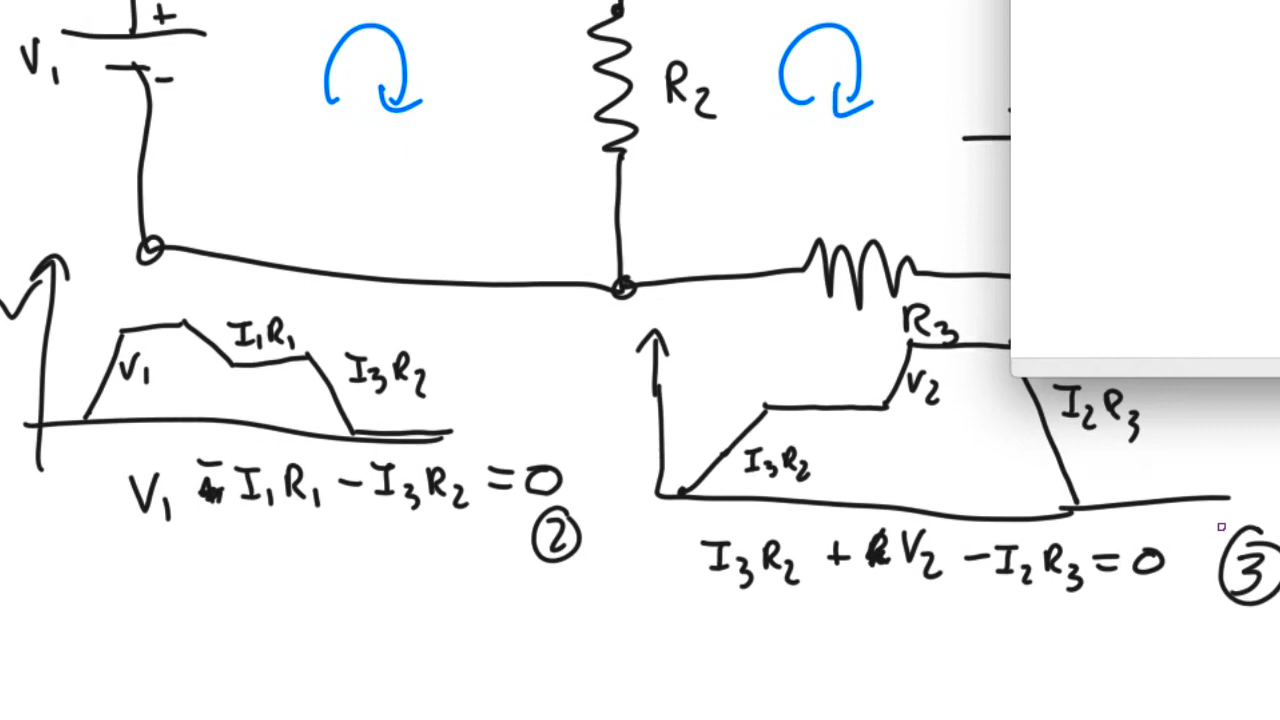 +
V₁
-
R₂
R₃
I₁R₁
V₁
I₃R₂
V₂
I₂R₃
I₃R₂
V₁ - I₁R₁ - I₃R₂ = 0
②
I₃R₂ + V₂ - I₂R₃ = 0
③